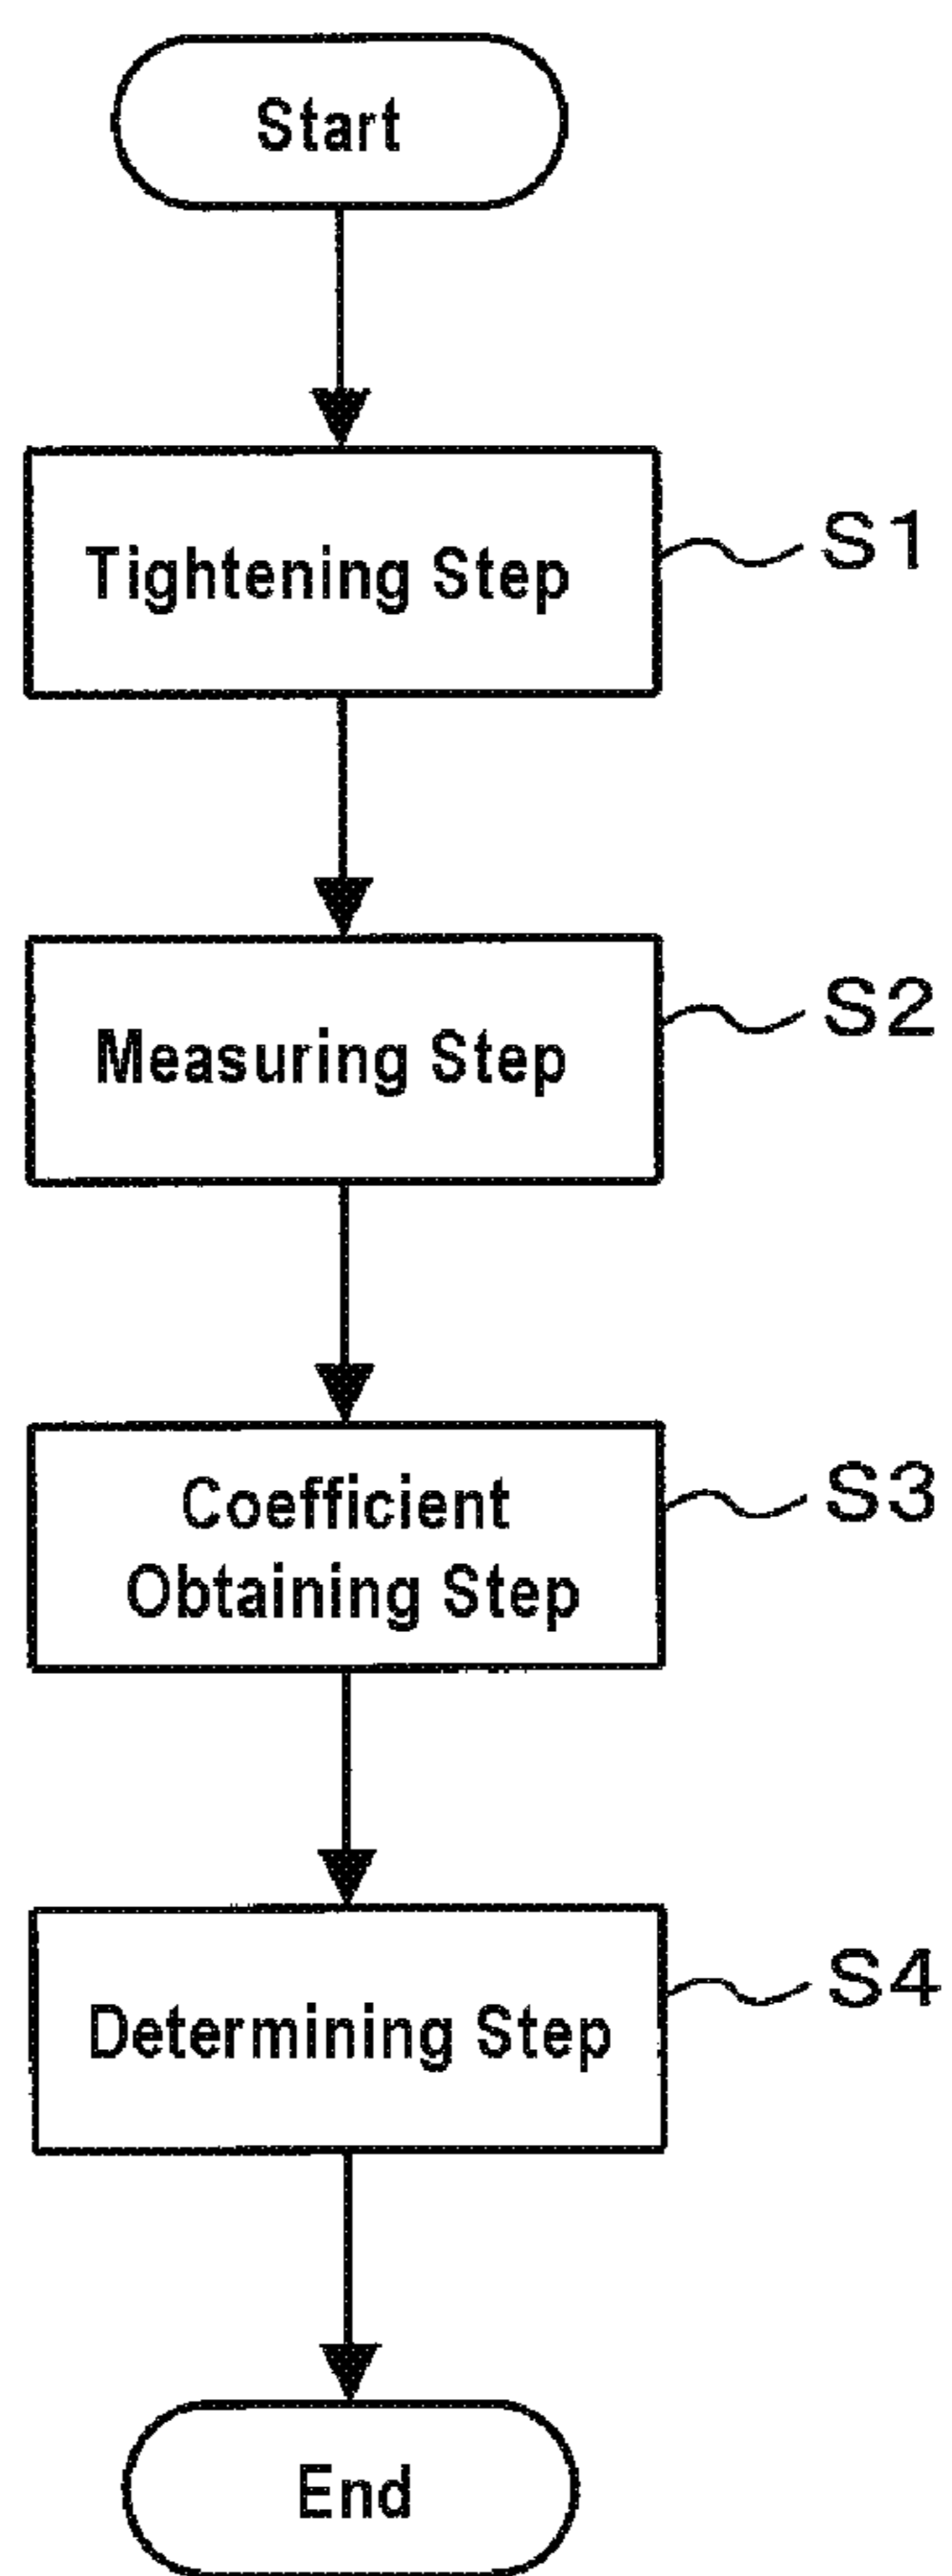 Start
Tightening Step
S1
Measuring Step
S2
Coefficient
Obtaining Step
S3
Determining Step
S4
End